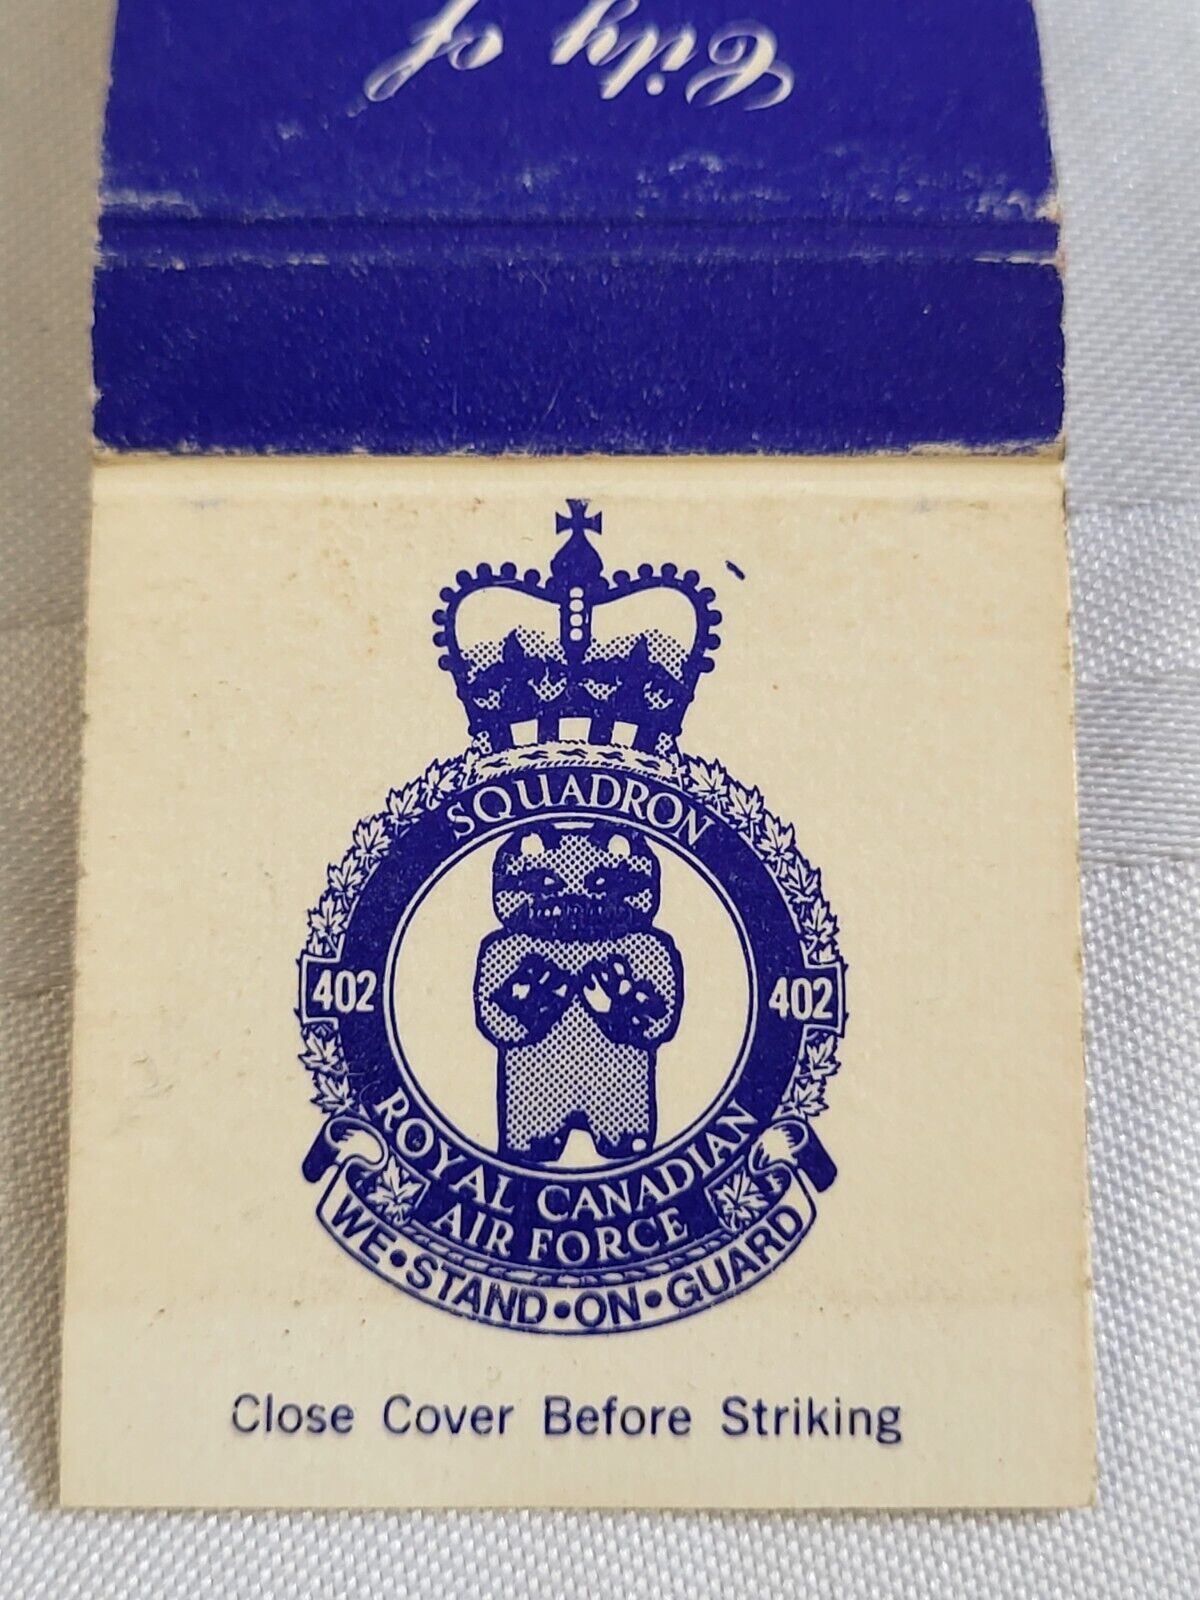 City of
SQUADRON
402 402
ROYAL CANADIAN
AIR FORCE
WE•STAND•ON•GUARD
Close Cover Before Striking